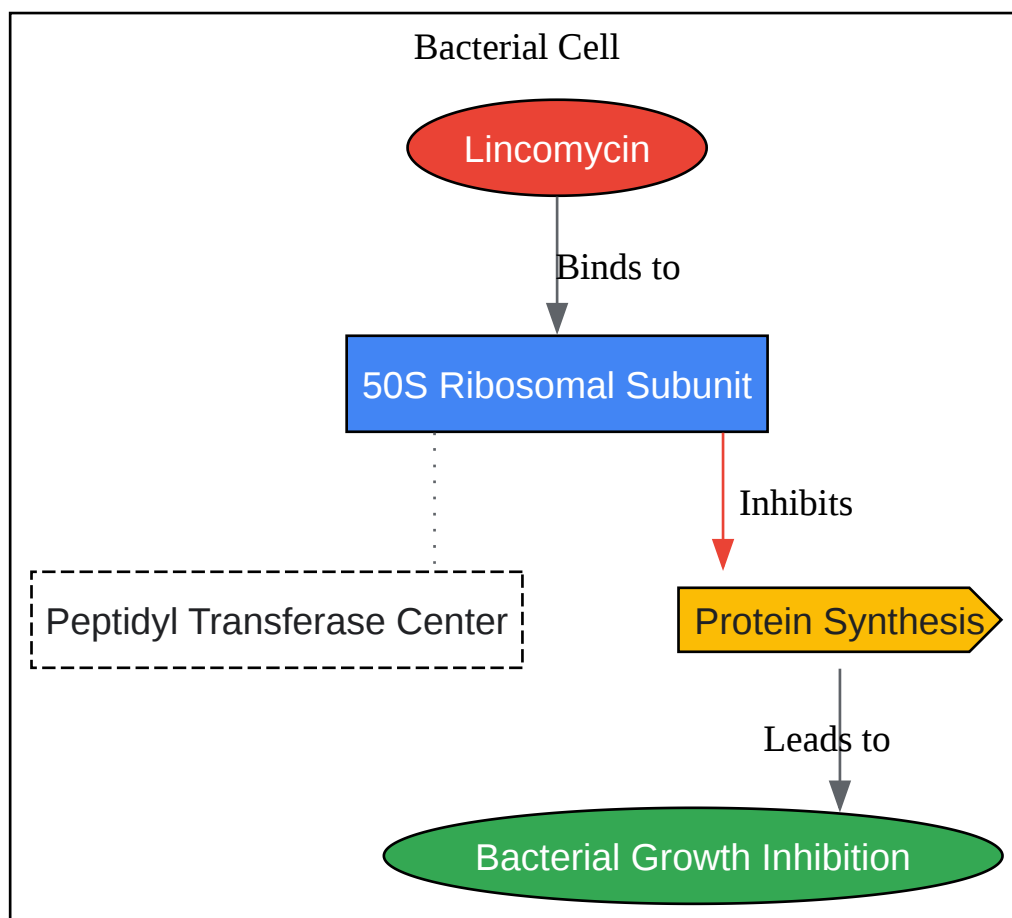 Bacterial Cell
Lincomycin
Binds to
50S Ribosomal Subunit
Inhibits
Peptidyl Transferase Center
Protein Synthesis
Leads to
Bacterial Growth Inhibition